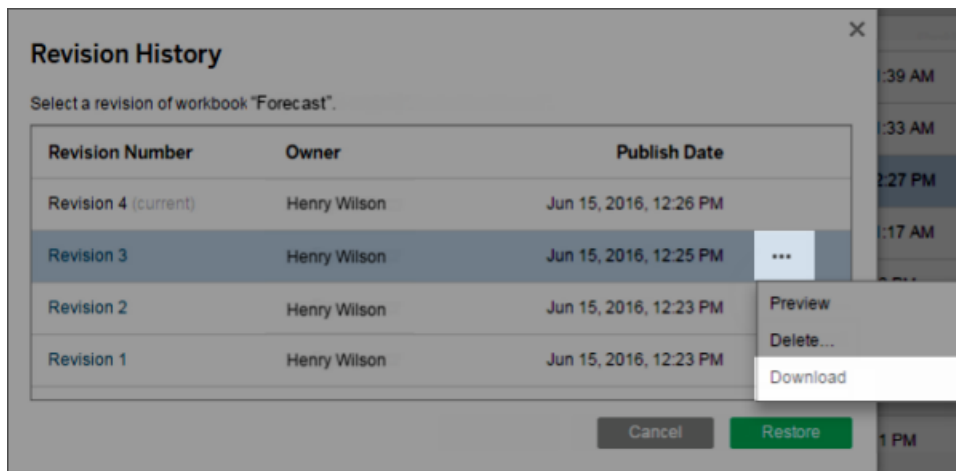 ×
Revision History
:39 AM
Select a revision of workbook "Forecast".
:33 AM
Revision Number Owner Publish Date
2:27 PM
Revision 4 (current) Henry Wilson Jun 15, 2016, 12:26 PM
:17 AM
Revision 3 Henry Wilson Jun 15, 2016, 12:25 PM ...
Preview
Revision 2 Henry Wilson Jun 15, 2016, 12:23 PM
Delete...
Revision 1 Henry Wilson Jun 15, 2016, 12:23 PM
Download
Cancel Restore
1 PM